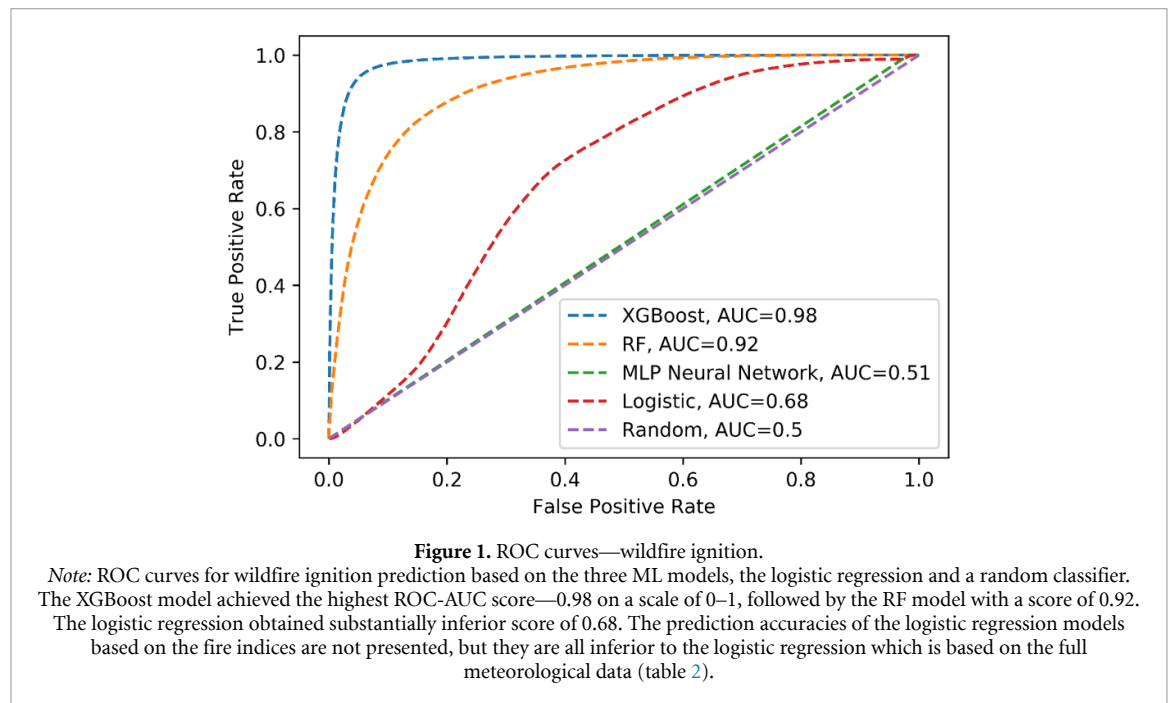 1.0
0.8
0.6
0.4
0.2
0.0
True Positive Rate
XGBoost, AUC=0.98
RF, AUC=0.92
MLP Neural Network, AUC=0.51
Logistic, AUC=0.68
Random, AUC=0.5
0.0 0.2 0.4 0.6 0.8 1.0
False Positive Rate
Figure 1. ROC curves—wildfire ignition.
Note: ROC curves for wildfire ignition prediction based on the three ML models, the logistic regression and a random classifier.
The XGBoost model achieved the highest ROC-AUC score—0.98 on a scale of 0–1, followed by the RF model with a score of 0.92.
The logistic regression obtained substantially inferior score of 0.68. The prediction accuracies of the logistic regression models
based on the fire indices are not presented, but they are all inferior to the logistic regression which is based on the full
meteorological data (table 2).